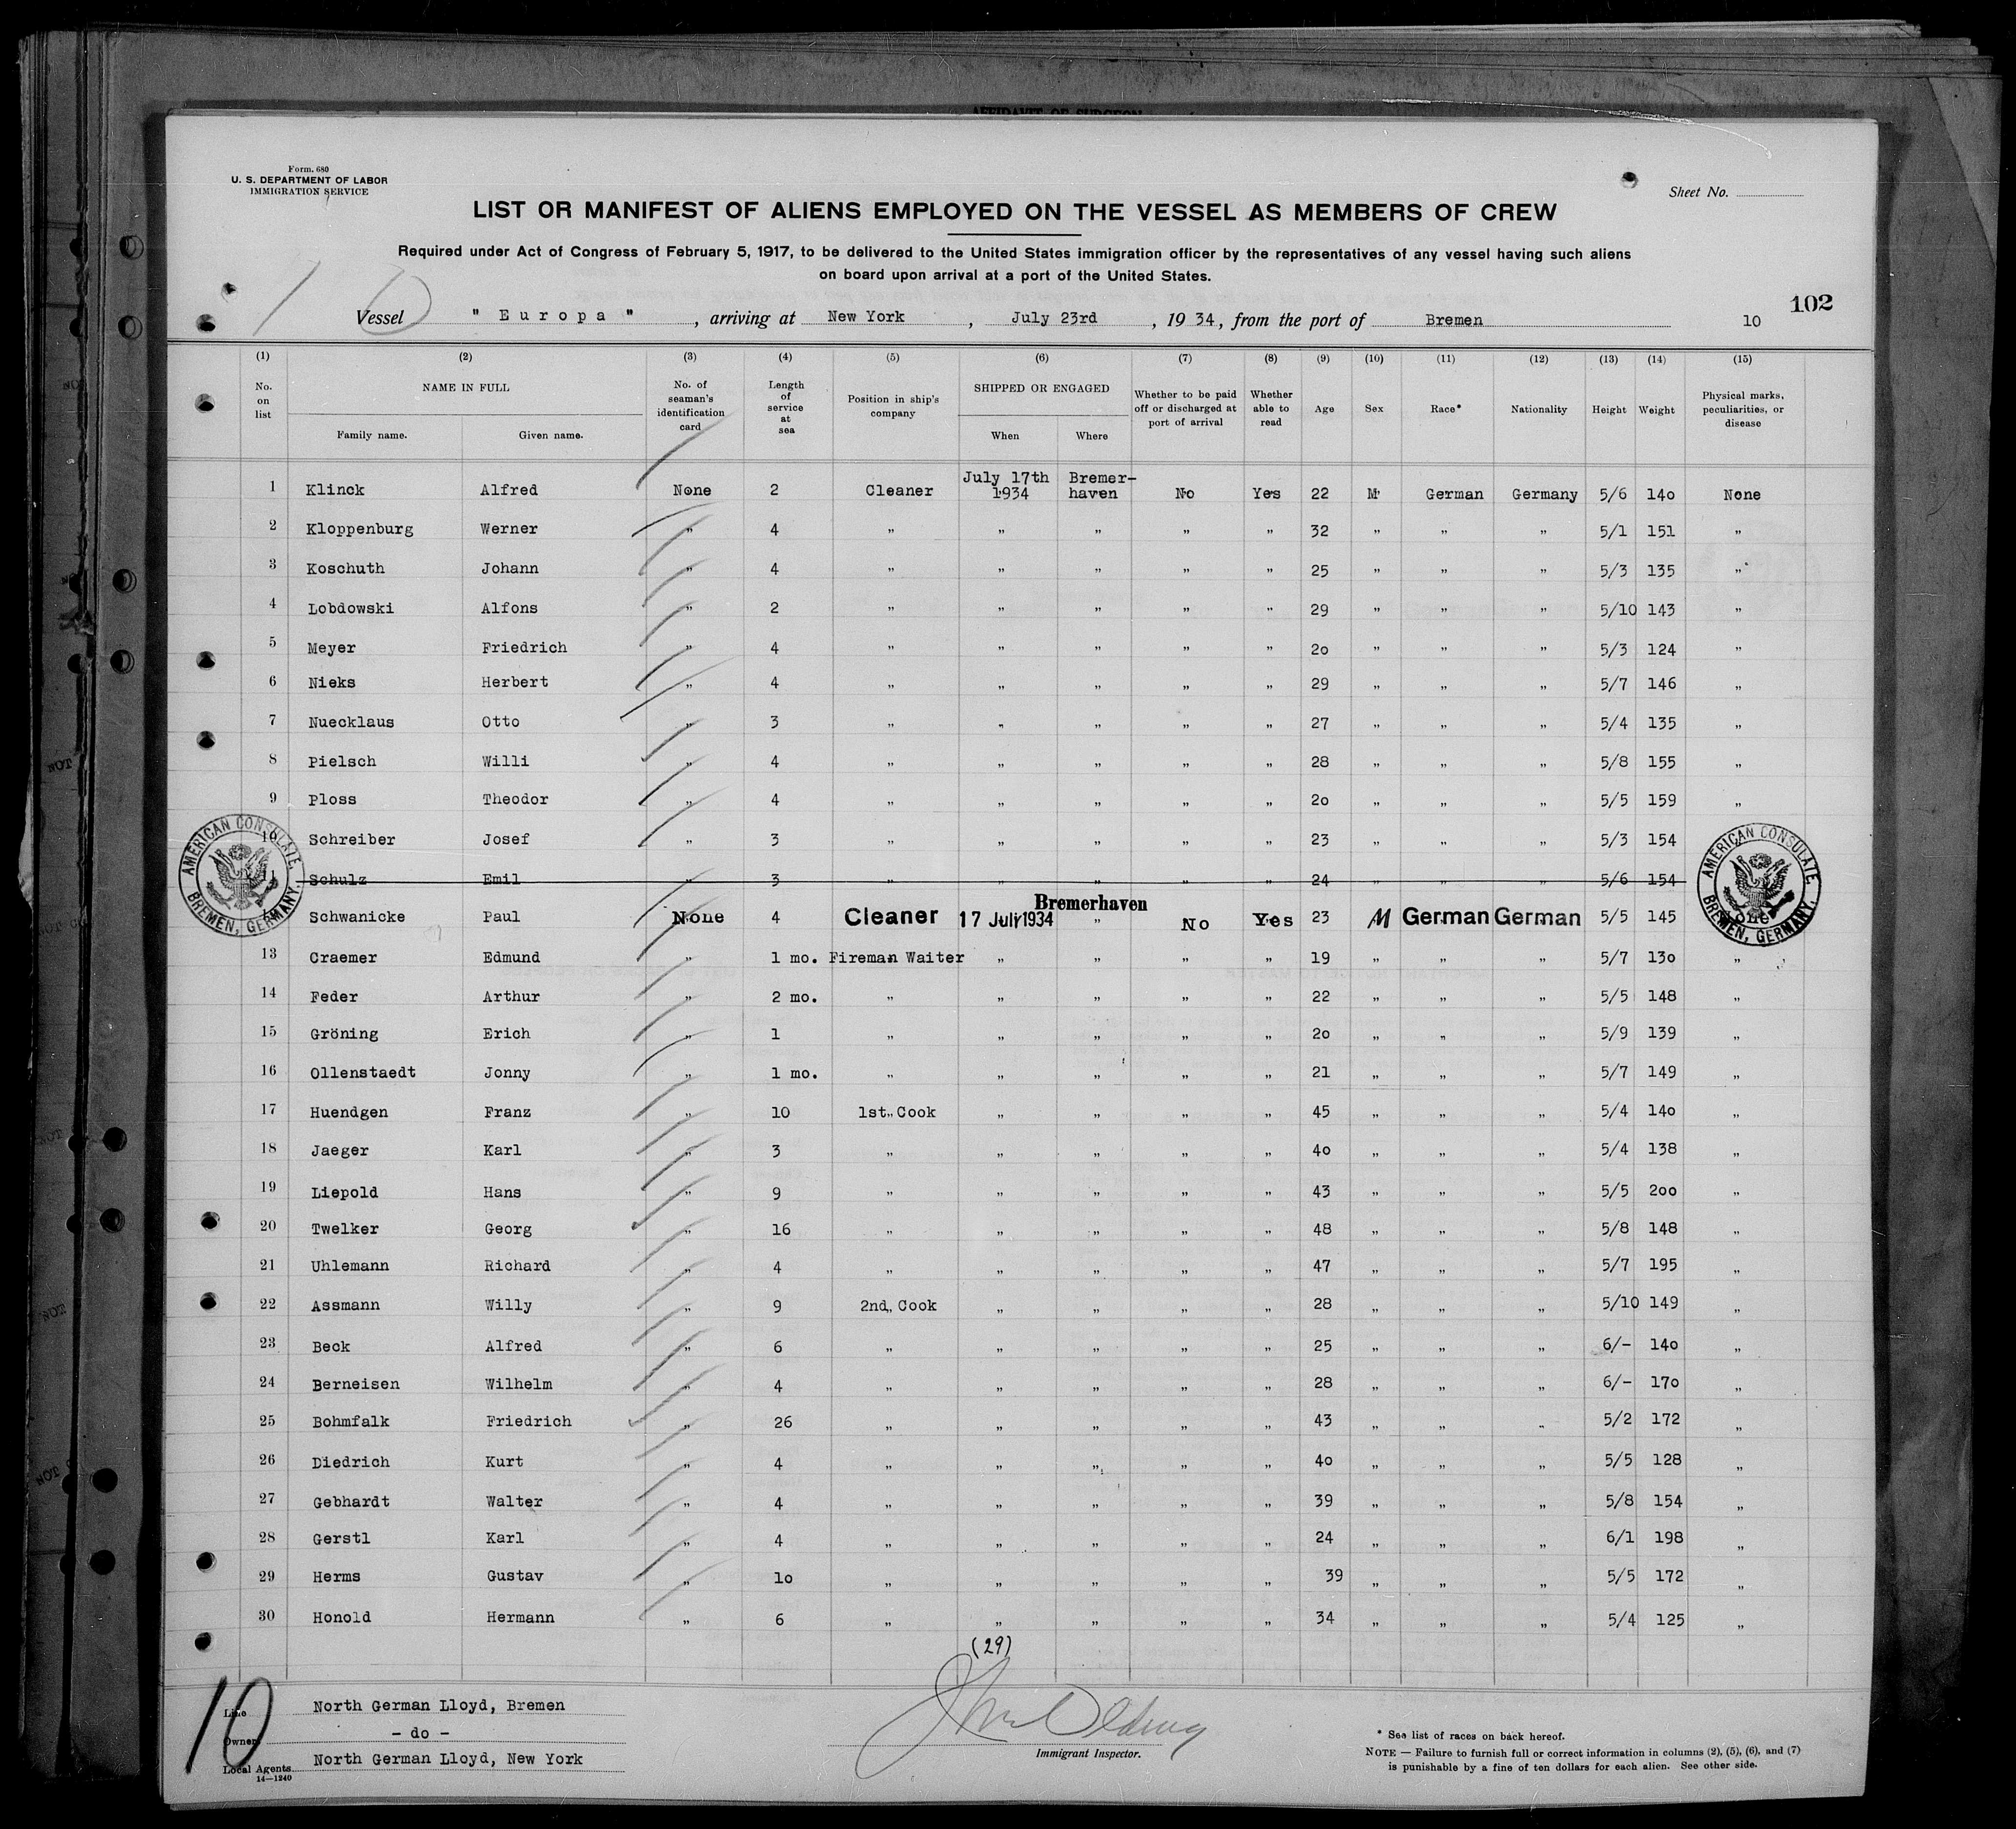 AFFIDAVIT OF SURGEON
Form. 680
U. S. DEPARTMENT OF LABOR
IMMIGRATION SERVICE
Sheet No.
LIST OR MANIFEST OF ALIENS EMPLOYED ON THE VESSEL AS MEMBERS OF CREW
Required under Act of Congress of February 5, 1917, to be delivered to the United States immigration officer by the representatives of any vessel having such aliens
on board upon arrival at a port of the United States.
102
Vessel " Europa " , arriving at New York , July 23rd , 1934, from the port of Bremen 10
(1) (2) (3) (4) (5) (6) (7) (8) (9) (10) (11) (12) (13) (14) (15)
No. on list NAME IN FULL Family name. Given name. No. of seaman's identification card Length of service at sea Position in ship's company SHIPPED OR ENGAGED When Where Whether to be paid off or discharged at port of arrival Whether able to read Age Sex Race* Nationality Height Weight Physical marks, peculiarities, or disease
1 Klinck Alfred None 2 Cleaner July 17th 1934 Bremer-haven No Yes 22 M German Germany 5/6 140 None
2 Kloppenburg Werner " 4 " " " " " 32 " " " 5/1 151 "
3 Koschuth Johann " 4 " " " " " 25 " " " 5/3 135 "
4 Lobdowski Alfons " 2 " " " " " 29 " " " 5/10 143 "
5 Meyer Friedrich " 4 " " " " " 20 " " " 5/3 124 "
6 Nieks Herbert " 4 " " " " " 29 " " " 5/7 146 "
7 Nuecklaus Otto " 3 " " " " " 27 " " " 5/4 135 "
8 Pielsch Willi " 4 " " " " " 28 " " " 5/8 155 "
9 Ploss Theodor " 4 " " " " " 20 " " " 5/5 159 "
10 Schreiber Josef " 3 " " " " " 23 " " " 5/3 154
11 Schulz Emil " 3 " " " " " 24 " " " 5/6 154
12 Schwanicke Paul None 4 Cleaner 17 Juli 1934 Bremerhaven " No Yes 23 M German German 5/5 145 None
AMERICAN CONSULATE, BREMEN, GERMANY.
AMERICAN CONSULATE BREMEN, GERMANY.
13 Craemer Edmund " 1 mo. Fireman Waiter " " " " 19 " " " 5/7 130 "
14 Feder Arthur " 2 mo. " " " " " 22 " " " 5/5 148 "
15 Gröning Erich " 1 " " " " " 20 " " " 5/9 139 "
16 Ollenstaedt Jonny " 1 mo. " " " " " 21 " " " 5/7 149 "
17 Huendgen Franz " 10 1st. Cook " " " " 45 " " " 5/4 140 "
18 Jaeger Karl " 3 " " " " " 40 " " " 5/4 138 "
19 Liepold Hans " 9 " " " " " 43 " " " 5/5 200 "
20 Twelker Georg " 16 " " " " " 48 " " " 5/8 148 "
21 Uhlemann Richard " 4 " " " " " 47 " " " 5/7 195 "
22 Assmann Willy " 9 2nd. Cook " " " " 28 " " " 5/10 149 "
23 Beck Alfred " 6 " " " " " 25 " " " 6/- 140 "
24 Berneisen Wilhelm " 4 " " " " " 28 " " " 6/- 170 "
25 Bohmfalk Friedrich " 26 " " " " " 43 " " " 5/2 172 "
26 Diedrich Kurt " 4 " " " " " 40 " " " 5/5 128 "
27 Gebhardt Walter " 4 " " " " " 39 " " " 5/8 154 "
28 Gerstl Karl " 4 " " " " " 24 " " " 6/1 198 "
29 Herms Gustav " 10 " " " " " 39 " " " 5/5 172 "
30 Honold Hermann " 6 " " " " " 34 " " " 5/4 125 "
(29)
10
Line North German Lloyd, Bremen
Owners - do -
Local Agents North German Lloyd, New York
14—1240
Immigrant Inspector.
* See list of races on back hereof.
NOTE — Failure to furnish full or correct information in columns (2), (5), (6), and (7)
is punishable by a fine of ten dollars for each alien. See other side.